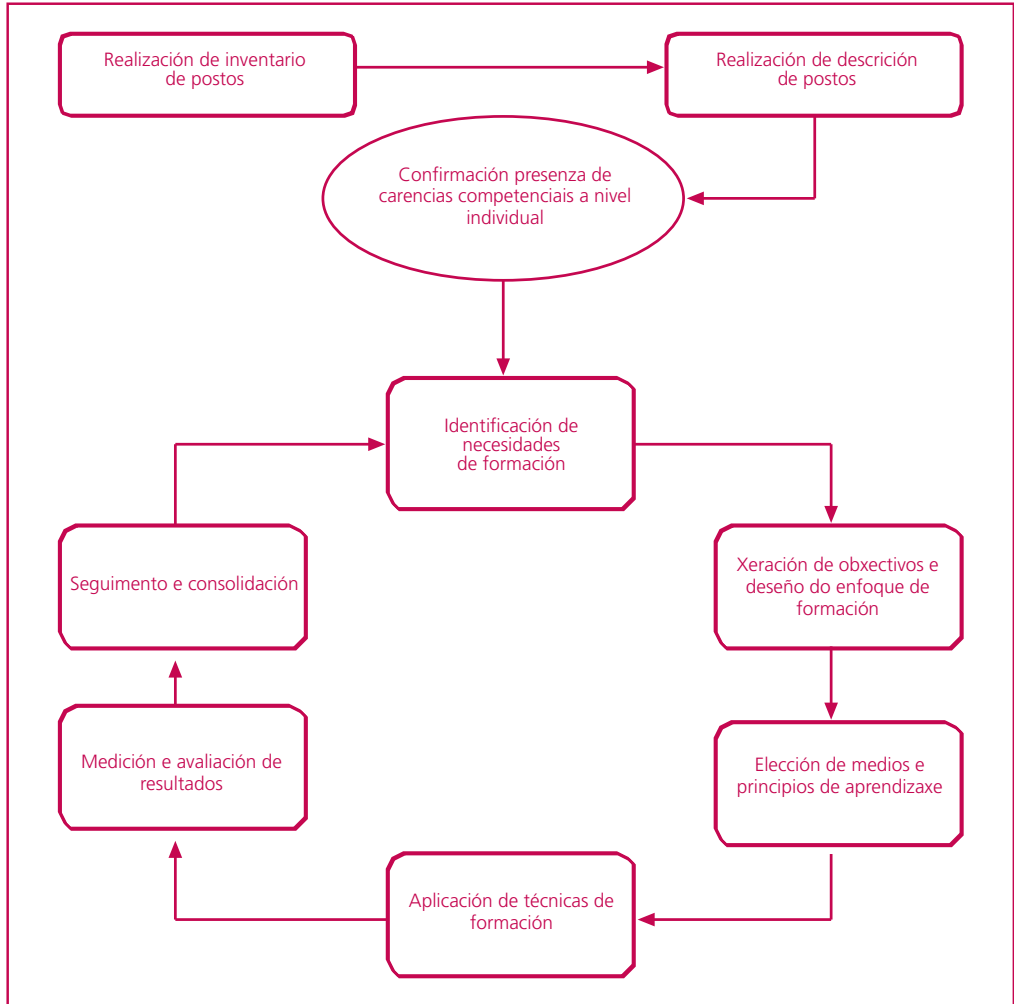 Realización de inventario
de postos
Realización de descrición
de postos
Confirmación presenza de
carencias competenciais a nivel
individual
Identificación de
necesidades
de formación
Xeración de obxectivos e
deseño do enfoque de
formación
Elección de medios e
principios de aprendizaxe
Aplicación de técnicas de
formación
Medición e avaliación de
resultados
Seguimento e consolidación